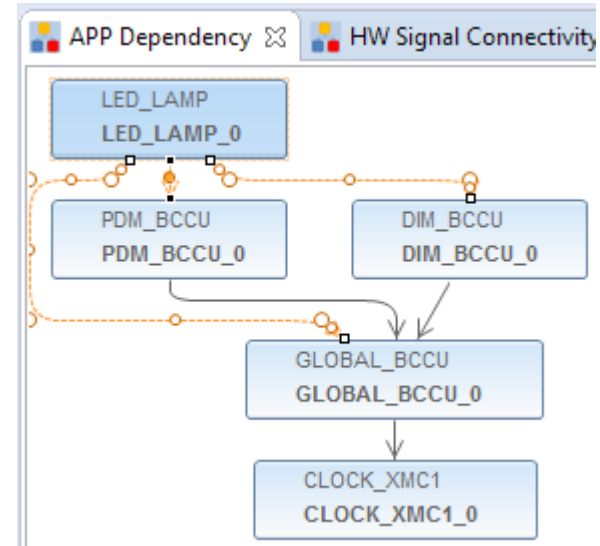 APP Dependency
HW Signal Connectivity
LED_LAMP
LED_LAMP_0
PDM_BCCU
PDM_BCCU_0
DIM_BCCU
DIM_BCCU_0
GLOBAL_BCCU
GLOBAL_BCCU_0
CLOCK_XMC1
CLOCK_XMC1_0